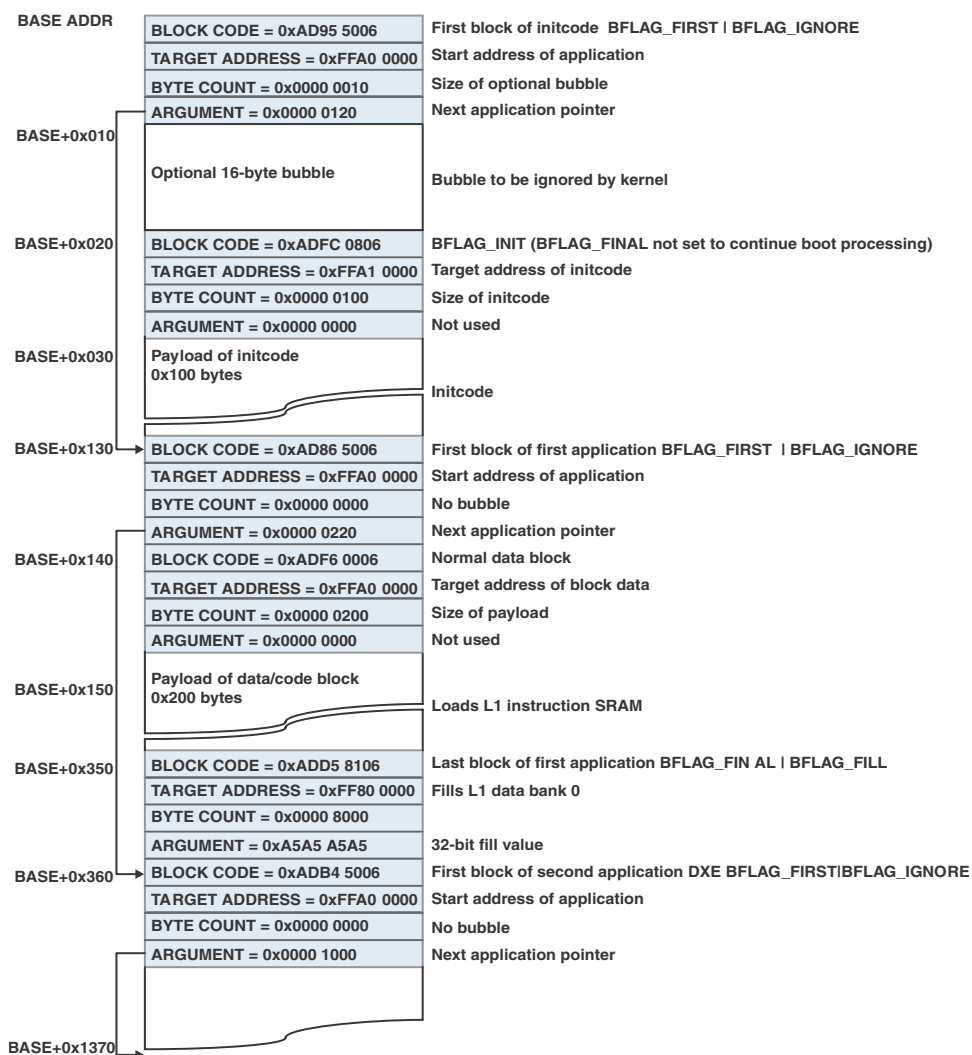 BASE ADDR
BLOCK CODE = 0xAD95 5006 First block of initcode BFLAG_FIRST | BFLAG_IGNORE
TARGET ADDRESS = 0xFFA0 0000 Start address of application
BYTE COUNT = 0x0000 0010 Size of optional bubble
ARGUMENT = 0x0000 0120 Next application pointer
BASE+0x010
Optional 16-byte bubble Bubble to be ignored by kernel
BASE+0x020 BLOCK CODE = 0xADFC 0806 BFLAG_INIT (BFLAG_FINAL not set to continue boot processing)
TARGET ADDRESS = 0xFFA1 0000 Target address of initcode
BYTE COUNT = 0x0000 0100 Size of initcode
ARGUMENT = 0x0000 0000 Not used
BASE+0x030 Payload of initcode
0x100 bytes
Initcode
BASE+0x130 BLOCK CODE = 0xAD86 5006 First block of first application BFLAG_FIRST | BFLAG_IGNORE
TARGET ADDRESS = 0xFFA0 0000 Start address of application
BYTE COUNT = 0x0000 0000 No bubble
ARGUMENT = 0x0000 0220 Next application pointer
BASE+0x140 BLOCK CODE = 0xADF6 0006 Normal data block
TARGET ADDRESS = 0xFFA0 0000 Target address of block data
BYTE COUNT = 0x0000 0200 Size of payload
ARGUMENT = 0x0000 0000 Not used
BASE+0x150 Payload of data/code block
0x200 bytes
Loads L1 instruction SRAM
BASE+0x350 BLOCK CODE = 0xADD5 8106 Last block of first application BFLAG_FIN AL | BFLAG_FILL
TARGET ADDRESS = 0xFF80 0000 Fills L1 data bank 0
BYTE COUNT = 0x0000 8000
ARGUMENT = 0xA5A5 A5A5 32-bit fill value
BASE+0x360 BLOCK CODE = 0xADB4 5006 First block of second application DXE BFLAG_FIRST|BFLAG_IGNORE
TARGET ADDRESS = 0xFFA0 0000 Start address of application
BYTE COUNT = 0x0000 0000 No bubble
ARGUMENT = 0x0000 1000 Next application pointer
BASE+0x1370